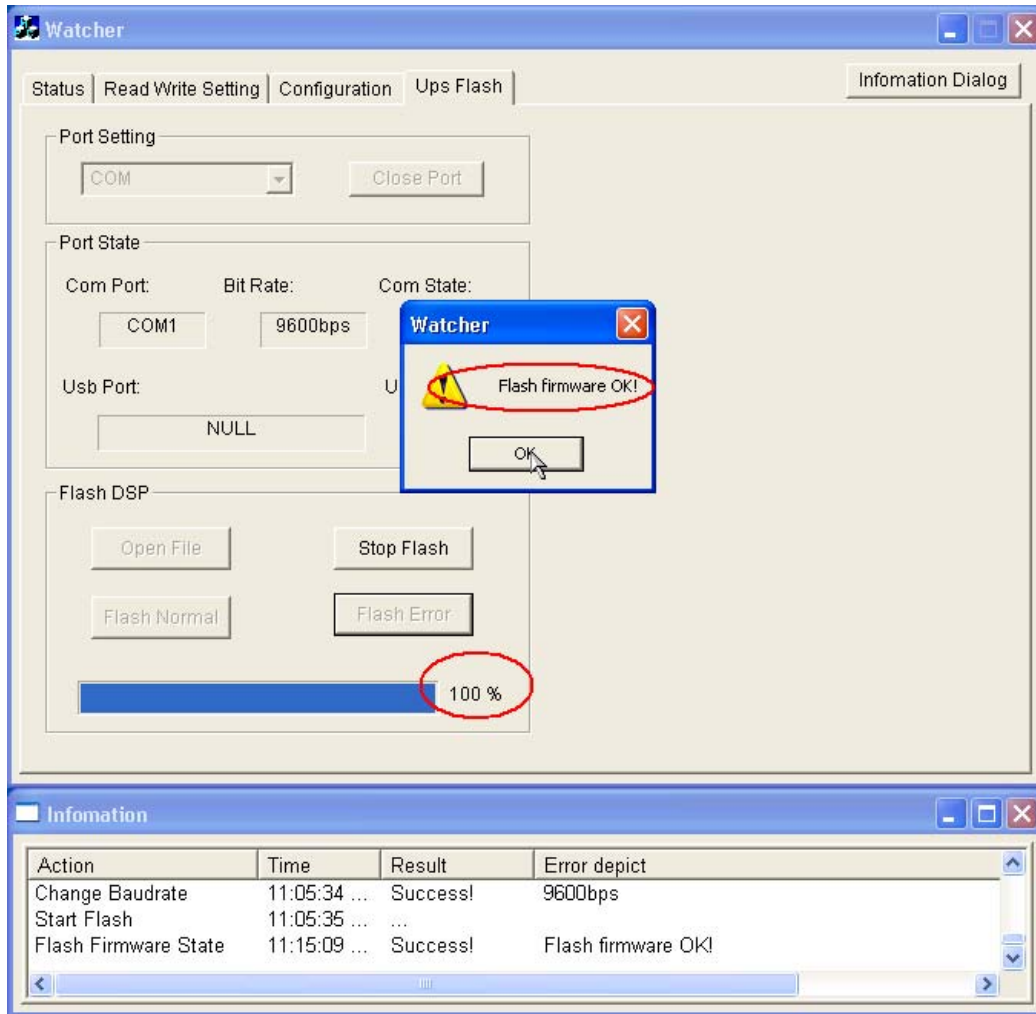 Watcher
Status Read Write Setting Configuration Ups Flash Infomation Dialog
Port Setting
COM Close Port
Port State
Com Port: Bit Rate: Com State:
COM1 9600bps
Usb Port: U
NULL
Watcher
Flash firmware OK!
OK
Flash DSP
Open File Stop Flash
Flash Normal Flash Error
100 %
Infomation
Action Time Result Error depict
Change Baudrate 11:05:34 ... Success! 9600bps
Start Flash 11:05:35 ... ...
Flash Firmware State 11:15:09 ... Success! Flash firmware OK!